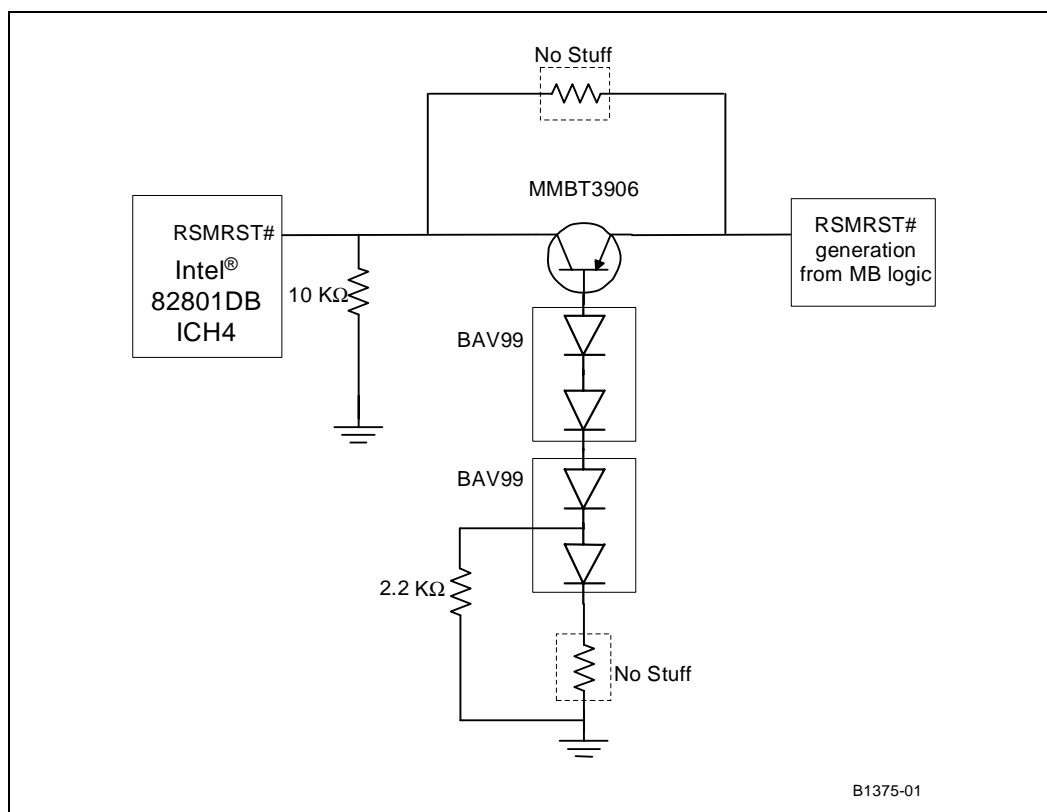 No Stuff
MMBT3906
RSMRST#
Intel®
82801DB
ICH4
10 KΩ
RSMRST#
generation
from MB logic
BAV99
BAV99
2.2 KΩ
No Stuff
B1375-01